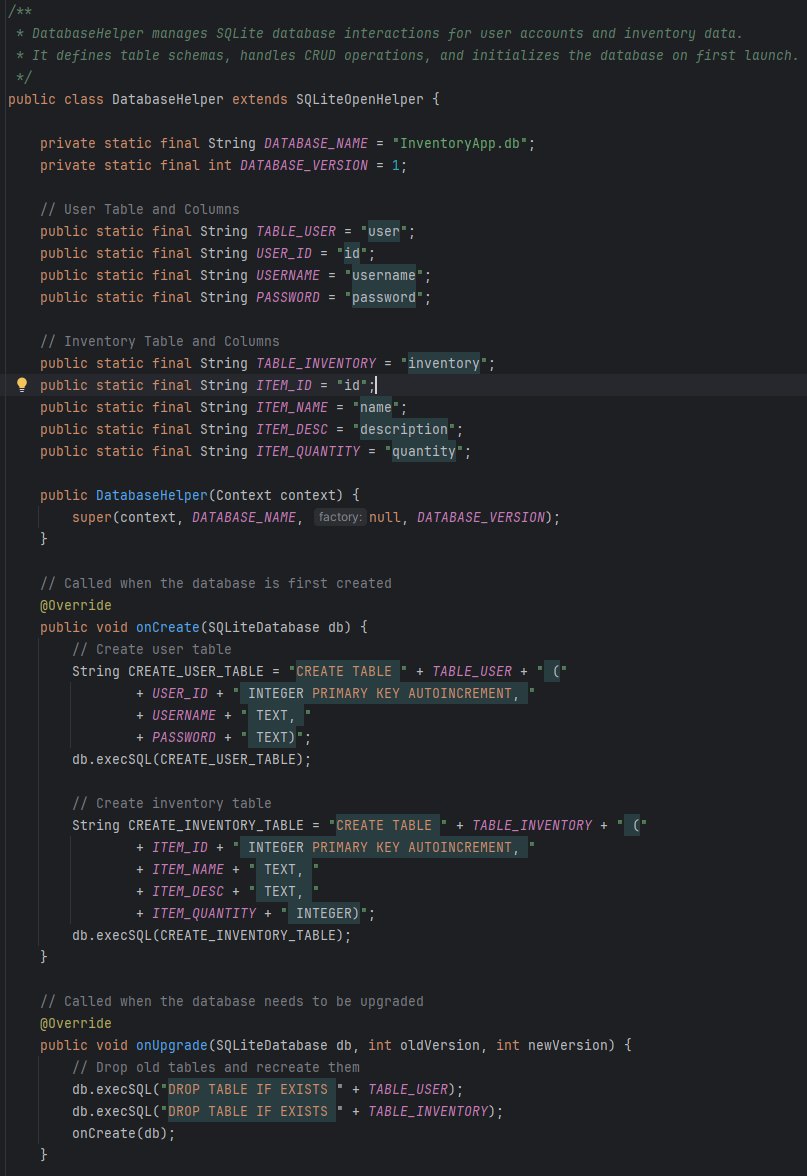 /**
 * DatabaseHelper manages SQLite database interactions for user accounts and inventory data.
 * It defines table schemas, handles CRUD operations, and initializes the database on first launch.
 */
public class DatabaseHelper extends SQLiteOpenHelper {

    private static final String DATABASE_NAME = "InventoryApp.db";
    private static final int DATABASE_VERSION = 1;

    // User Table and Columns
    public static final String TABLE_USER = "user";
    public static final String USER_ID = "id";
    public static final String USERNAME = "username";
    public static final String PASSWORD = "password";

    // Inventory Table and Columns
    public static final String TABLE_INVENTORY = "inventory";
    public static final String ITEM_ID = "id";
    public static final String ITEM_NAME = "name";
    public static final String ITEM_DESC = "description";
    public static final String ITEM_QUANTITY = "quantity";

    public DatabaseHelper(Context context) {
        super(context, DATABASE_NAME, factory: null, DATABASE_VERSION);
    }

    // Called when the database is first created
    @Override
    public void onCreate(SQLiteDatabase db) {
        // Create user table
        String CREATE_USER_TABLE = "CREATE TABLE " + TABLE_USER + " ("
                + USER_ID + " INTEGER PRIMARY KEY AUTOINCREMENT, "
                + USERNAME + " TEXT, "
                + PASSWORD + " TEXT)";
        db.execSQL(CREATE_USER_TABLE);

        // Create inventory table
        String CREATE_INVENTORY_TABLE = "CREATE TABLE " + TABLE_INVENTORY + " ("
                + ITEM_ID + " INTEGER PRIMARY KEY AUTOINCREMENT, "
                + ITEM_NAME + " TEXT, "
                + ITEM_DESC + " TEXT, "
                + ITEM_QUANTITY + " INTEGER)";
        db.execSQL(CREATE_INVENTORY_TABLE);
    }

    // Called when the database needs to be upgraded
    @Override
    public void onUpgrade(SQLiteDatabase db, int oldVersion, int newVersion) {
        // Drop old tables and recreate them
        db.execSQL("DROP TABLE IF EXISTS " + TABLE_USER);
        db.execSQL("DROP TABLE IF EXISTS " + TABLE_INVENTORY);
        onCreate(db);
    }